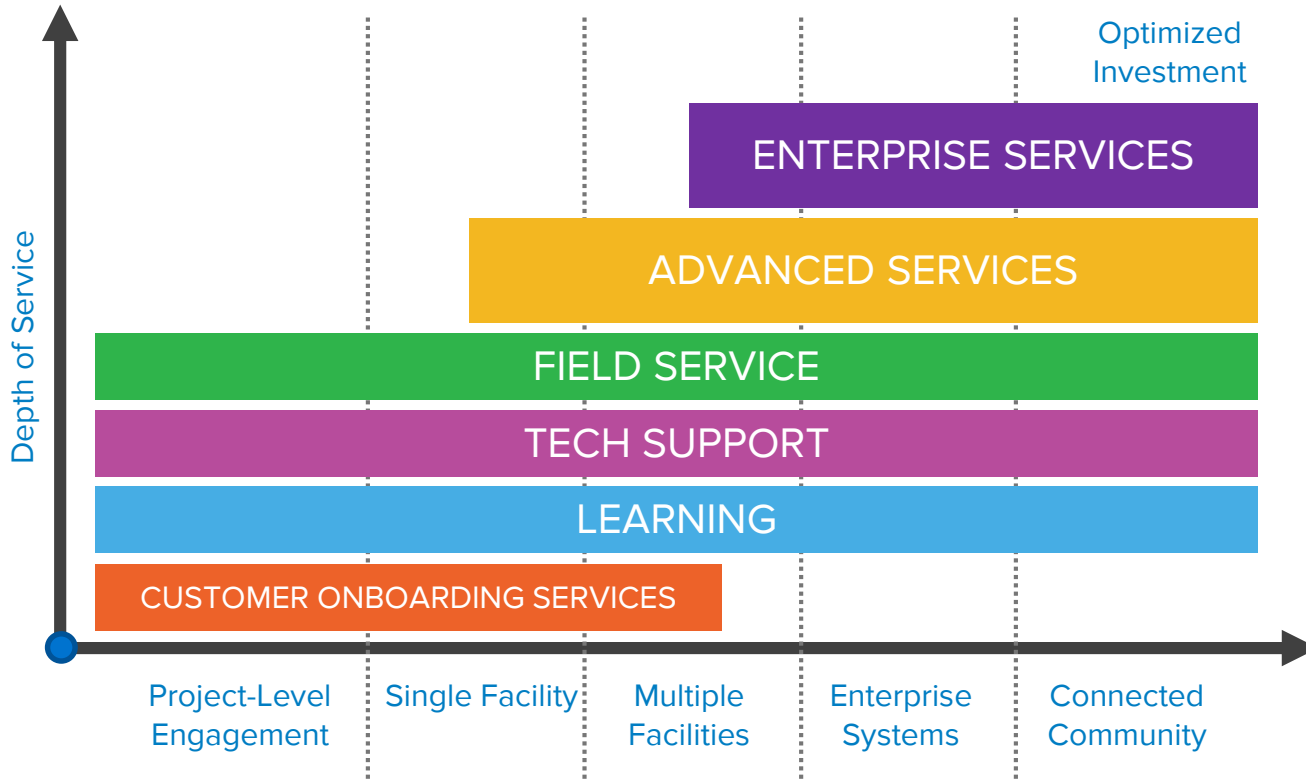 Optimized
Investment
ENTERPRISE SERVICES
ADVANCED SERVICES
Depth of Service
FIELD SERVICE
TECH SUPPORT
LEARNING
CUSTOMER ONBOARDING SERVICES
Project-Level
Engagement
Single Facility
Multiple
Facilities
Enterprise
Systems
Connected
Community